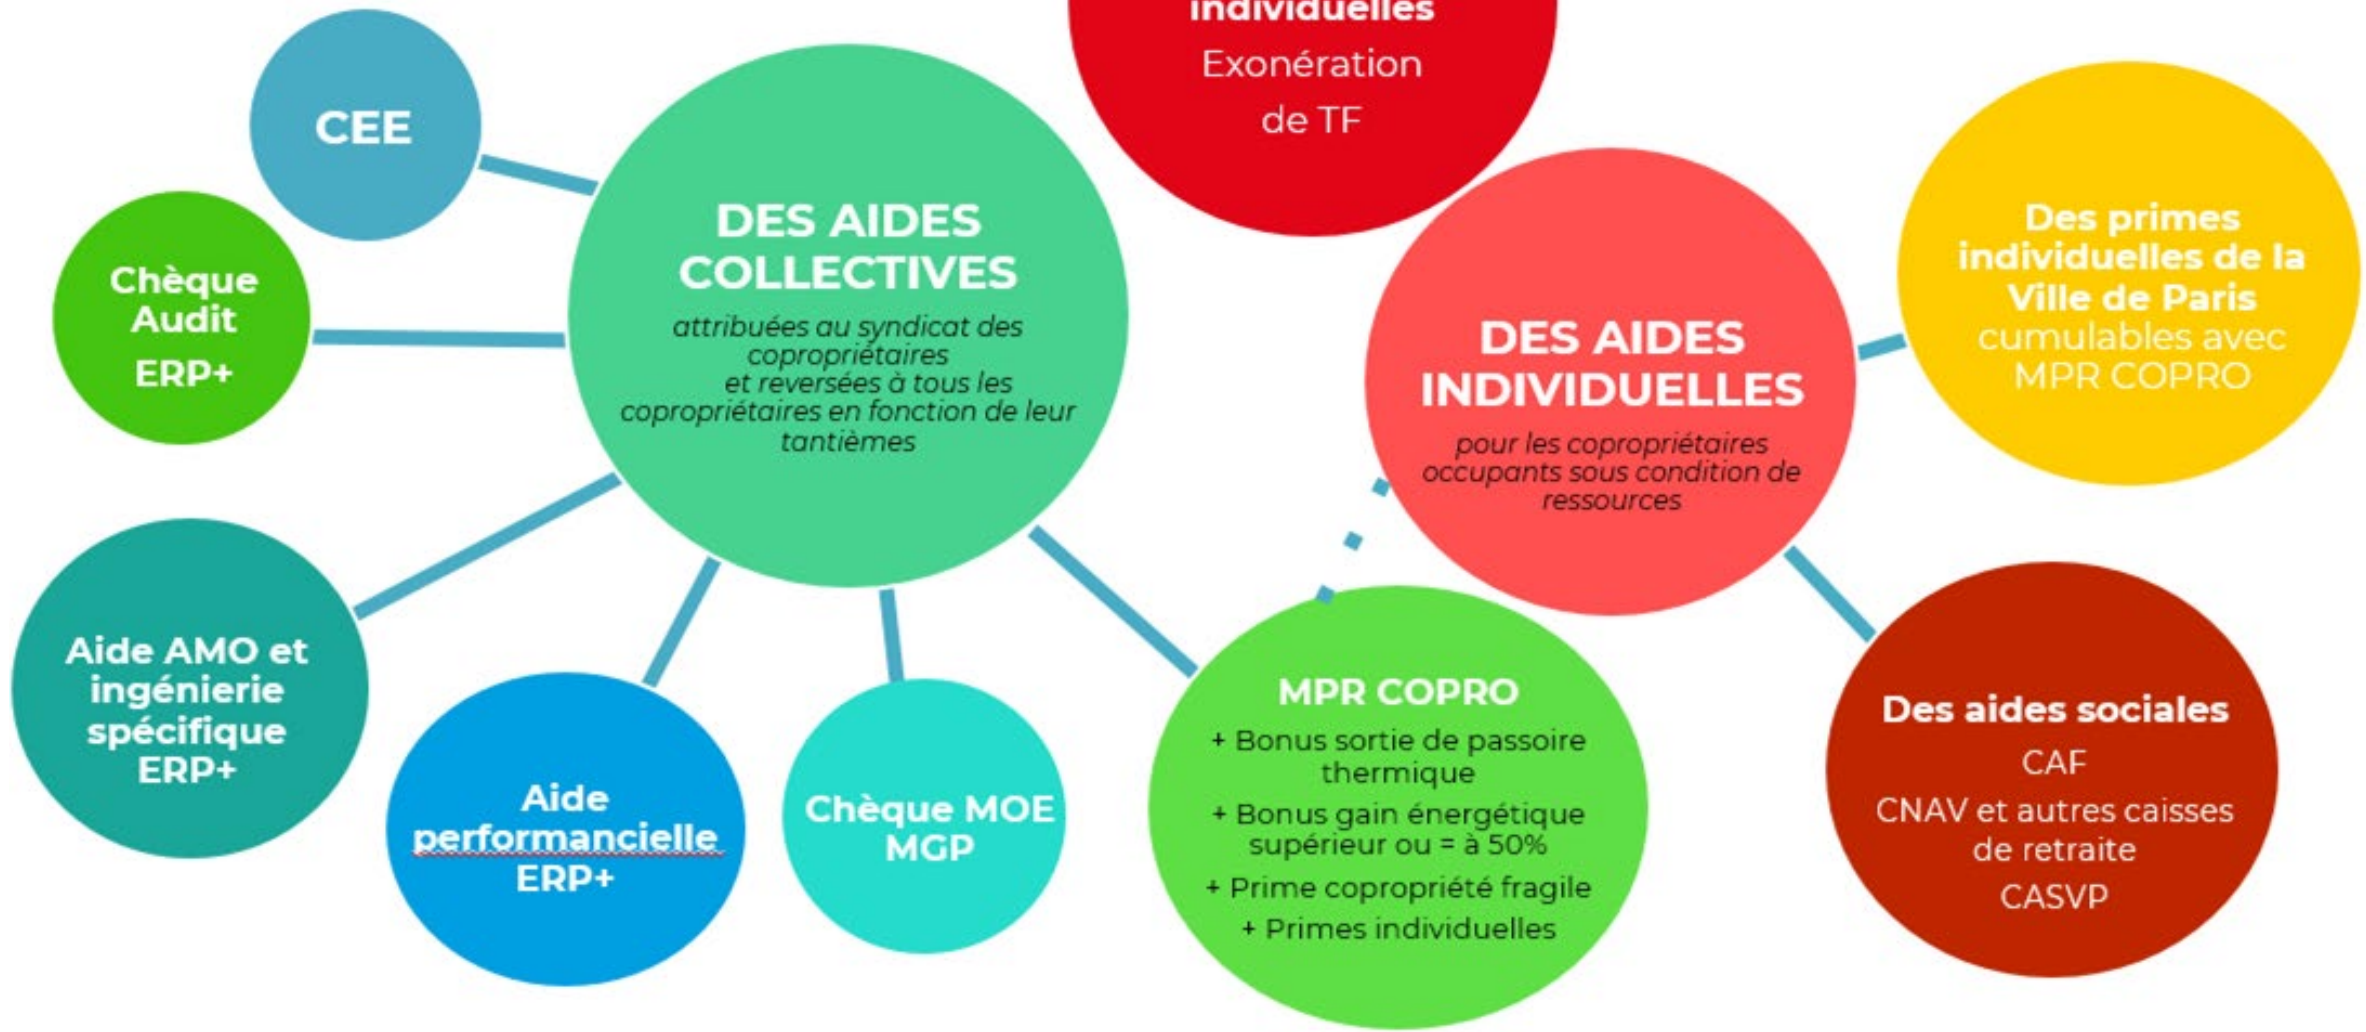 individuelles
Exonération
de TF
CEE
Chèque
Audit
ERP+
DES AIDES
COLLECTIVES
attribuées au syndicat des
copropriétaires
et reversées à tous les
copropriétaires en fonction de leur
tantièmes
DES AIDES
INDIVIDUELLES
pour les copropriétaires
occupants sous condition de
ressources
Des primes
individuelles de la
Ville de Paris
cumulables avec
MPR COPRO
Aide AMO et
ingénierie
spécifique
ERP+
Aide
performancielle
ERP+
Chèque MOE
MGP
MPR COPRO
+ Bonus sortie de passoire
thermique
+ Bonus gain énergétique
supérieur ou = à 50%
+ Prime copropriété fragile
+ Primes individuelles
Des aides sociales
CAF
CNAV et autres caisses
de retraite
CASVP